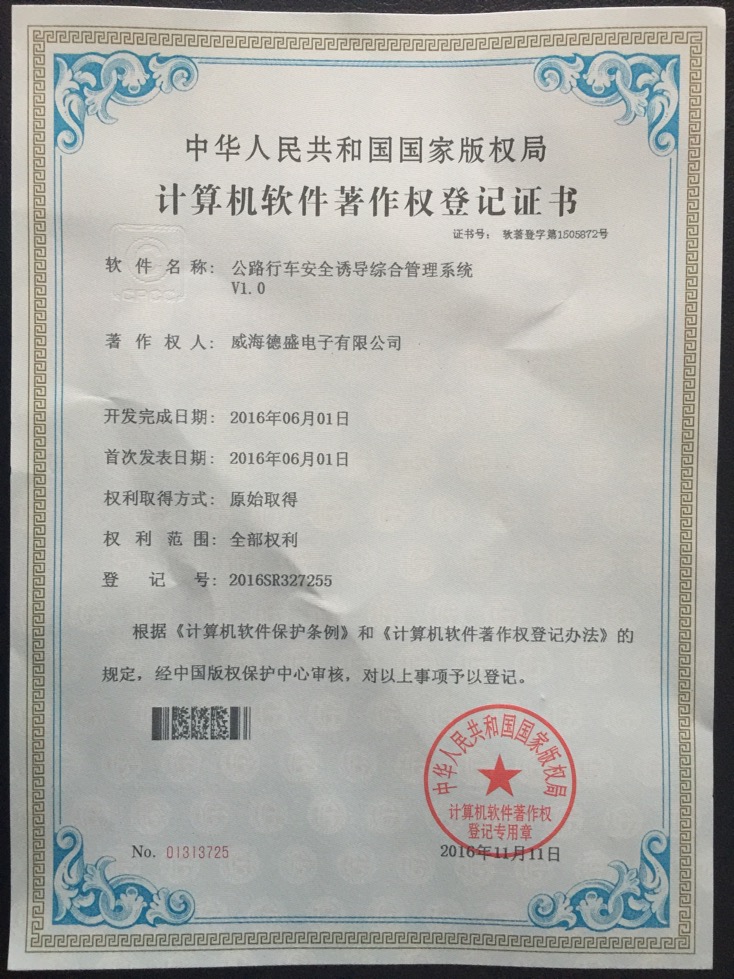 中华人民共和国国家版权局
计算机软件著作权登记证书
证书号： 软著登字第1505872号
软件名称： 公路行车安全诱导综合管理系统
V1.0
著作权人： 威海德盛电子有限公司
开发完成日期： 2016年06月01日
首次发表日期： 2016年06月01日
权利取得方式： 原始取得
权利范围： 全部权利
登记号： 2016SR327255
根据《计算机软件保护条例》和《计算机软件著作权登记办法》的
规定，经中国版权保护中心审核，对以上事项予以登记。
中华人民共和国国家版权局
计算机软件著作权
登记专用章
No. 01313725
2016年11月11日